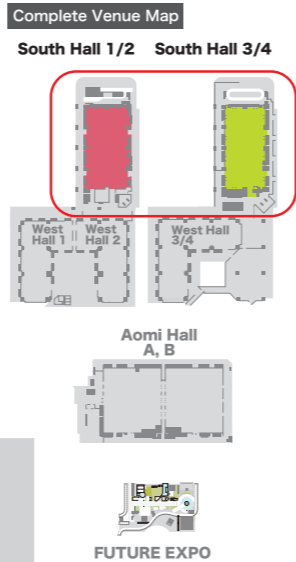 Complete Venue Map
South Hall 1/2 South Hall 3/4
West
Hall 1
West
Hall 2
West Hall
3/4
Aomi Hall
A, B
FUTURE EXPO